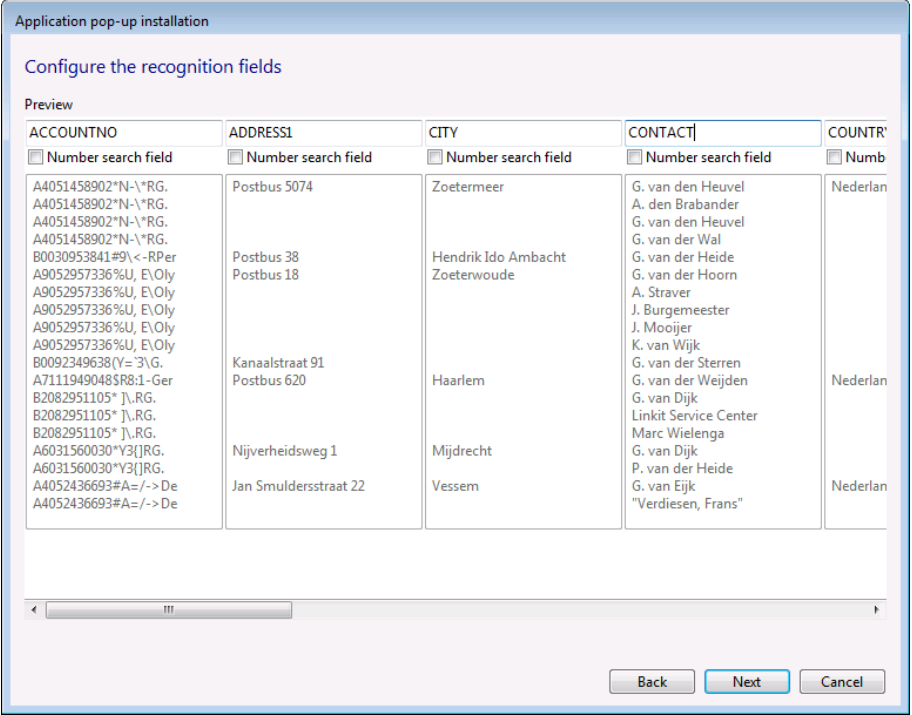 Application pop-up installation
Configure the recognition fields
Preview
ACCOUNTNO ADDRESS1 CITY CONTACT COUNTRY
Number search field Number search field Number search field Number search field Numb
A4051458902*N-\*RG. Postbus 5074 Zoetermeer G. van den Heuvel Nederlan
A4051458902*N-\*RG. A. den Brabander
A4051458902*N-\*RG. G. van den Heuvel
A4051458902*N-\*RG. G. van der Wal
B0030953841#9\<-RPer Postbus 38 Hendrik Ido Ambacht G. van der Heide
A9052957336%U, E\Oly Postbus 18 Zoeterwoude G. van der Hoorn
A9052957336%U, E\Oly A. Straver
A9052957336%U, E\Oly J. Burgemeester
A9052957336%U, E\Oly J. Mooijer
A9052957336%U, E\Oly K. van Wijk
B0092349638(Y=`3\G. Kanaalstraat 91 G. van der Sterren
A7111949048$R8:1-Ger Postbus 620 Haarlem G. van der Weijden Nederlan
B2082951105* ]\.RG. G. van Dijk
B2082951105* ]\.RG. Linkit Service Center
B2082951105* ]\.RG. Marc Wielenga
A6031560030*Y3{]RG. Nijverheidsweg 1 Mijdrecht G. van Dijk
A6031560030*Y3{]RG. P. van der Heide
A4052436693#A=/->De Jan Smuldersstraat 22 Vessem G. van Eijk Nederlan
A4052436693#A=/->De "Verdiesen, Frans"
Back Next Cancel